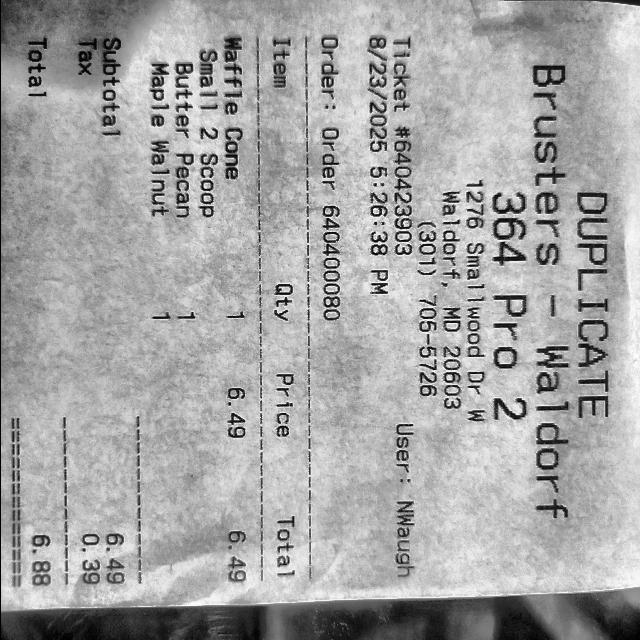 DUPLICATE
Brusters - Waldorf
364 Pro 2
1276 Smallwood Dr W
Waldorf, MD 20603
(301) 705-5726
Ticket #640423903 User: NWaugh
8/23/2025 5:26:38 PM
Order: Order 640400080
Item Qty Price Total
Waffle Cone 1 6.49 6.49
Small 2 Scoop
Butter Pecan 1
Maple Walnut 1
Subtotal 6.49
Tax 0.39
Total 6.88